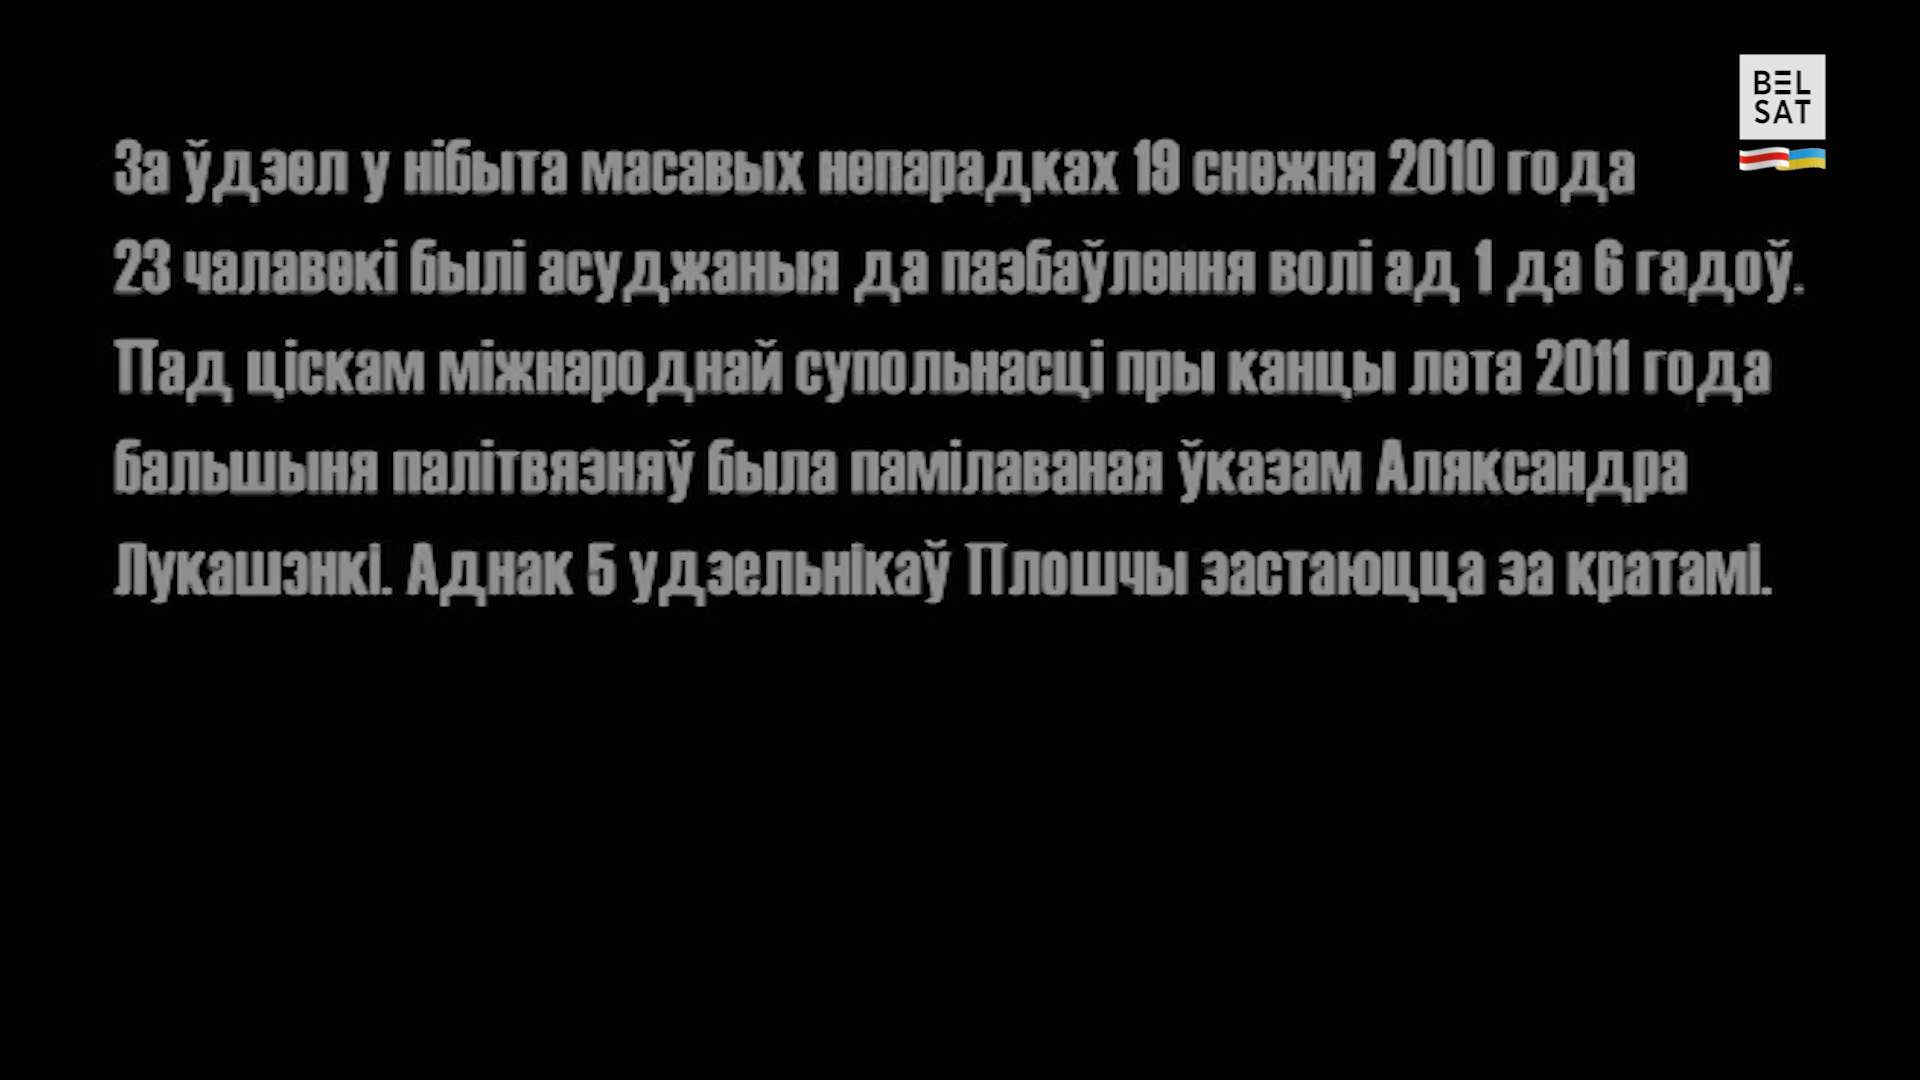 BEL
SAT
За ўдзел у нібыта масавых непарадках 19 снежня 2010 года
23 чалавекі былі асуджаныя да пазбаўлення волі ад 1 да 6 гадоў.
Пад ціскам міжнароднай супольнасці пры канцы лета 2011 года
бальшыня палітвязняў была памілаваная ўказам Аляксандра
Лукашэнкі. Аднак 5 удзельнікаў Плошчы застаюцца за кратамі.